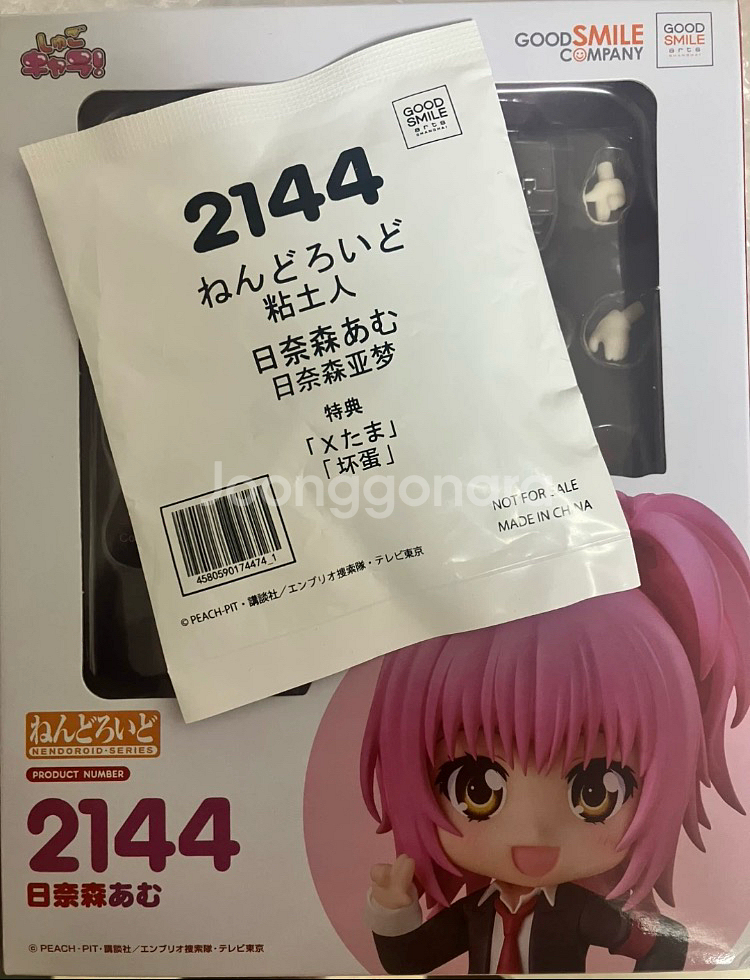 しゅご
キャラ!
GOODSMILE
COMPANY
GOOD
SMILE
arts
SHANGHAI
GOOD
SMILE
arts
SHANGHAI
2144
ねんどろいど
粘土人
日奈森あむ
日奈森亚梦
特典
「Xたま」
「坏蛋」
Joonggonara
NOT FOR SALE
MADE IN CHINA
4580590174474_1
©PEACH-PIT・講談社/エンブリオ捜索隊・テレビ東京
ねんどろいど
NENDOROID・SERIES
PRODUCT NUMBER
2144
日奈森あむ
© PEACH-PIT・講談社/エンブリオ捜索隊・テレビ東京